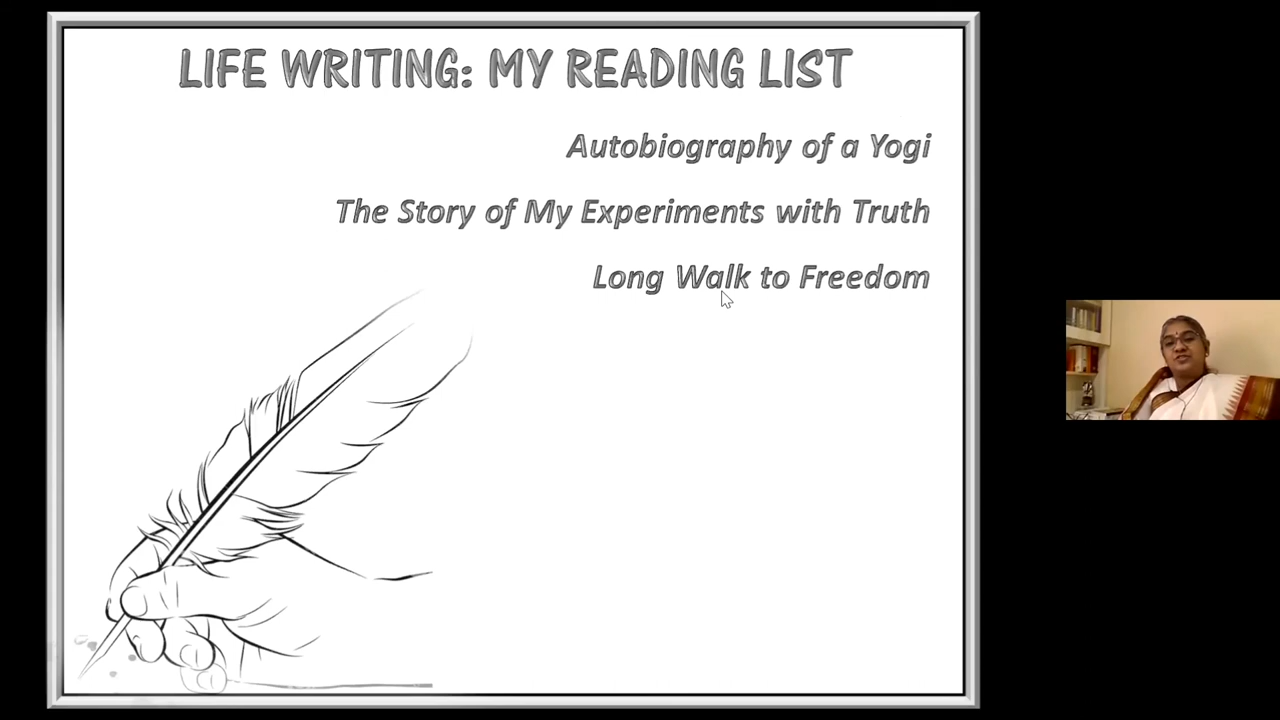 LIFE WRITING: MY READING LIST
Autobiography of a Yogi
The Story of My Experiments with Truth
Long Walk to Freedom